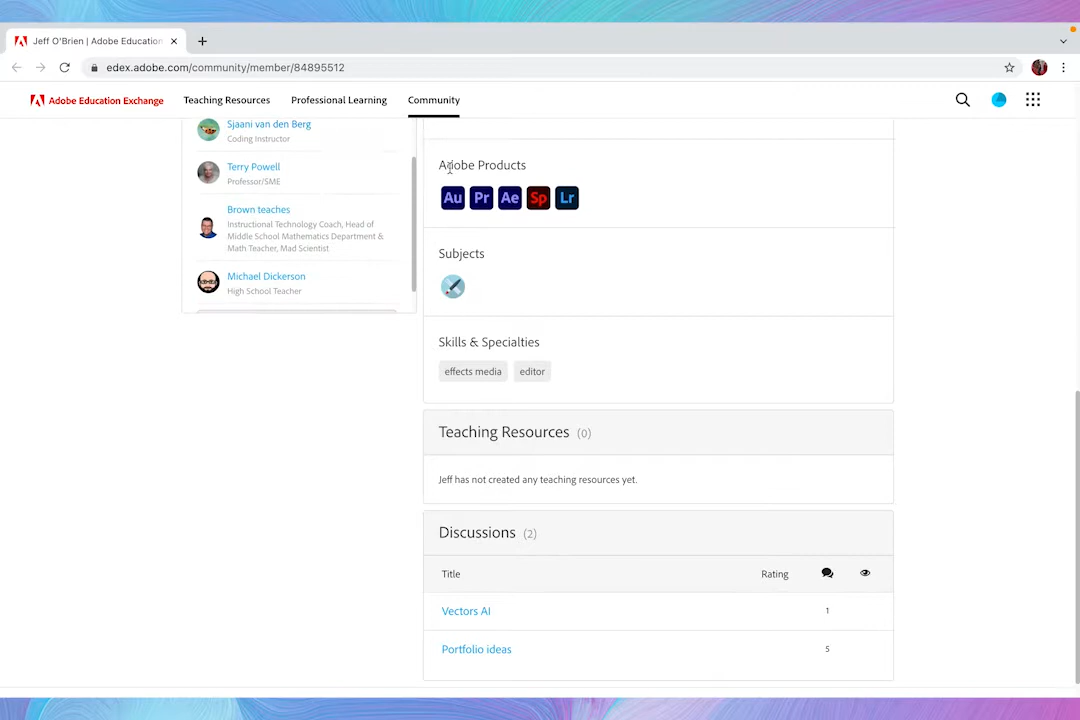 Jeff O'Brien | Adobe Education
edex.adobe.com/community/member/84895512
Adobe Education Exchange
Teaching Resources
Professional Learning
Community
Sjaani van den Berg
Coding Instructor
Terry Powell
Professor/SME
Brown teaches
Instructional Technology Coach, Head of
Middle School Mathematics Department &
Math Teacher, Mad Scientist
Michael Dickerson
High School Teacher
Adobe Products
Au Pr Ae Sp Lr
Subjects
Skills & Specialties
effects media editor
Teaching Resources (0)
Jeff has not created any teaching resources yet.
Discussions (2)
Title Rating
Vectors AI 1
Portfolio ideas 5